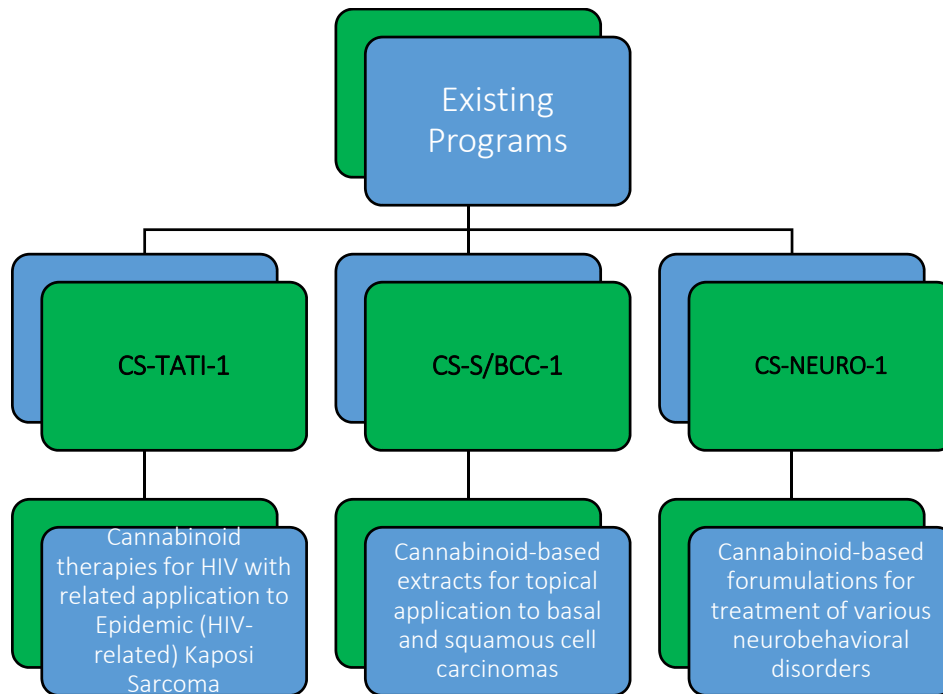 Existing
Programs
CS-TATI-1
CS-S/BCC-1
CS-NEURO-1
Cannabinoid
therapies for HIV with
related application to
Epidemic (HIV-
related) Kaposi
Sarcoma
Cannabinoid-based
extracts for topical
application to basal
and squamous cell
carcinomas
Cannabinoid-based
forumulations for
treatment of various
neurobehavioral
disorders